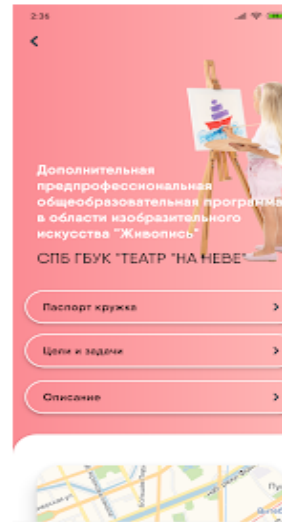 2:36
Дополнительная
предпрофессиональная
общеобразовательная программа
в области изобразительного
искусства "Живопись"
СПБ ГБУК "ТЕАТР "НА НЕВЕ"
Паспорт кружка
Цели и задачи
Описание